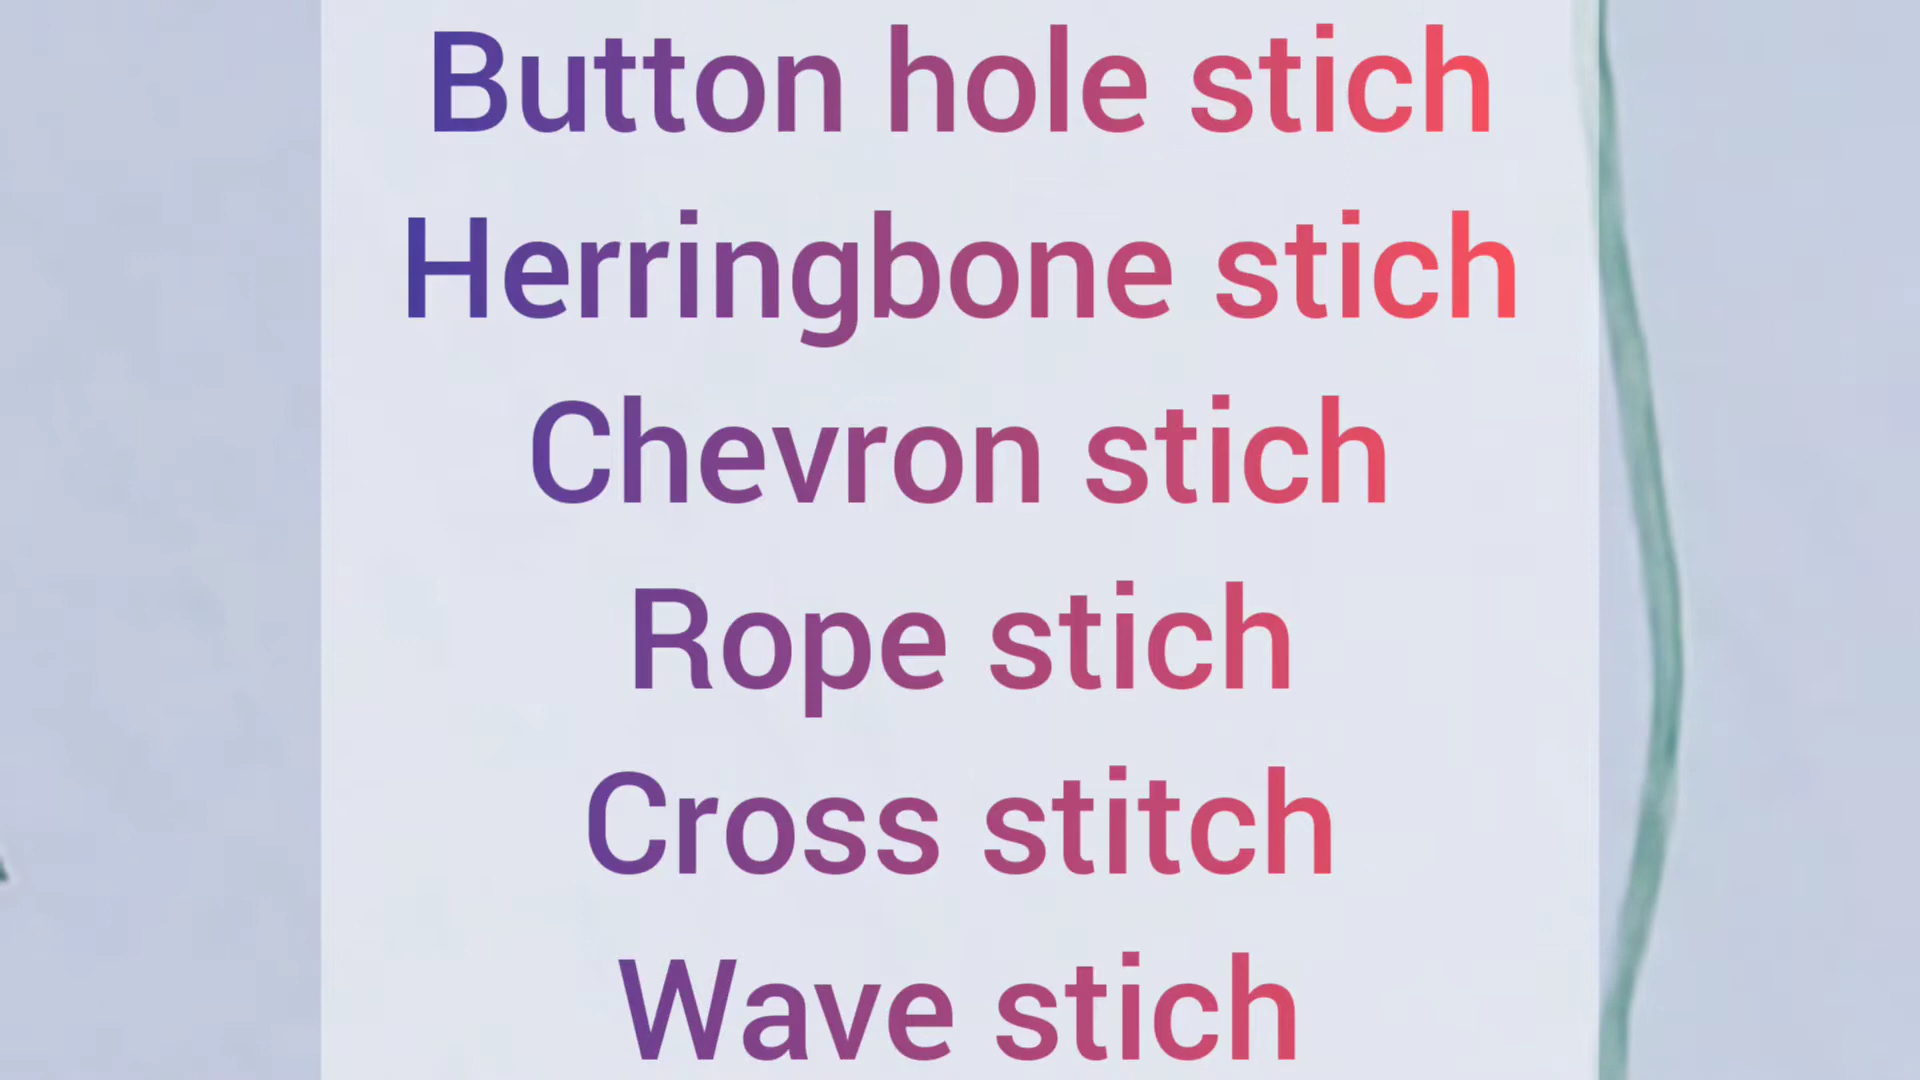 Button hole stich
Herringbone stich
Chevron stich
Rope stich
Cross stitch
Wave stich